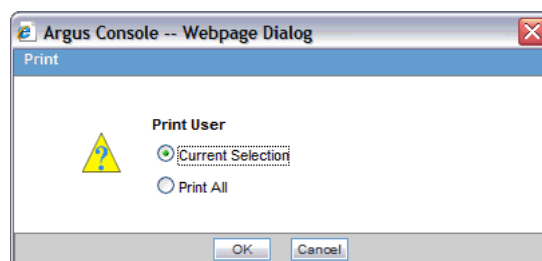 Argus Console -- Webpage Dialog
Print
Print User
Current Selection
Print All
OK Cancel